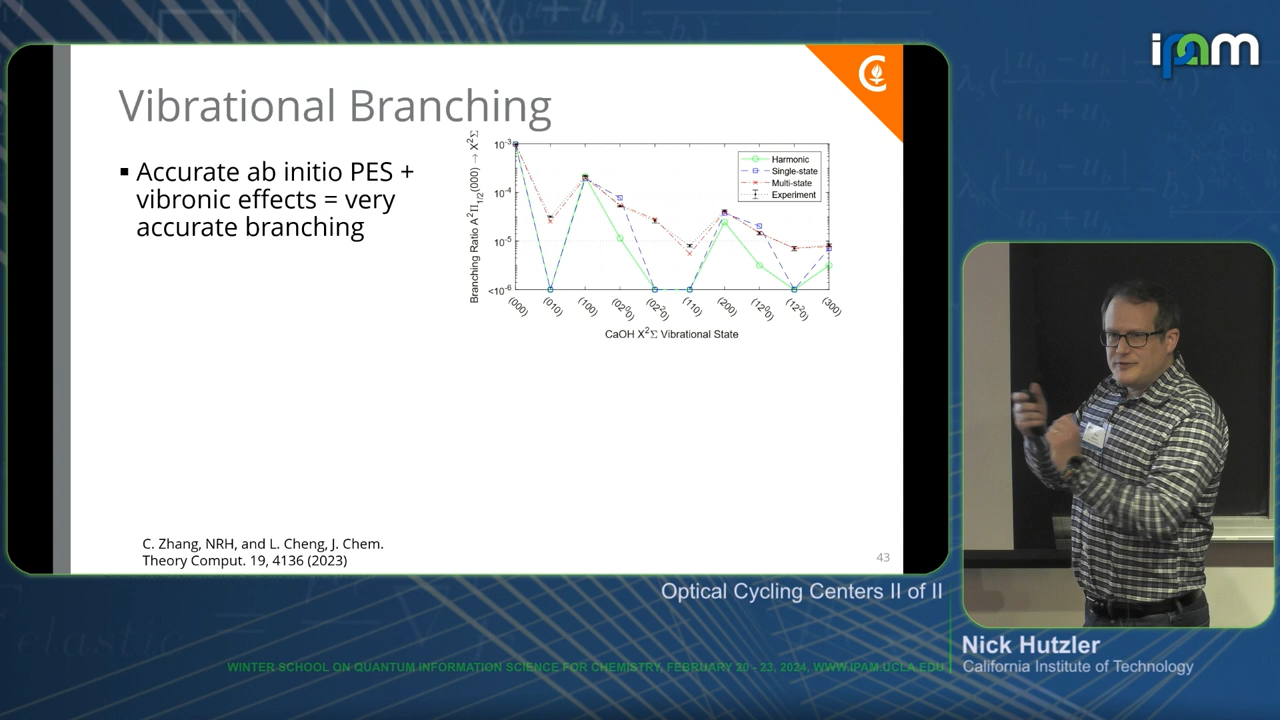 ipam
Vibrational Branching
▪ Accurate ab initio PES +
vibronic effects = very
accurate branching
Branching Ratio A²Π₁/₂(000) → X²Σ
10⁻³
10⁻⁴
10⁻⁵
<10⁻⁶
Harmonic
Single-state
Multi-state
Experiment
(000)
(010)
(100)
(02⁰0)
(02²0)
(110)
(200)
(12⁰0)
(12²0)
(300)
CaOH X²Σ Vibrational State
C. Zhang, NRH, and L. Cheng, J. Chem.
Theory Comput. 19, 4136 (2023)
43
Optical Cycling Centers II of II
Nick Hutzler
California Institute of Technology
WINTER SCHOOL ON QUANTUM INFORMATION SCIENCE FOR CHEMISTRY, FEBRUARY 20 - 23, 2024, WWW.IPAM.UCLA.EDU
elastic